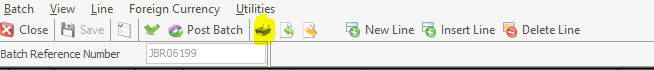 Batch View Line Foreign Currency Utilities
Close Save Post Batch New Line Insert Line Delete Line
Batch Reference Number JBR06199